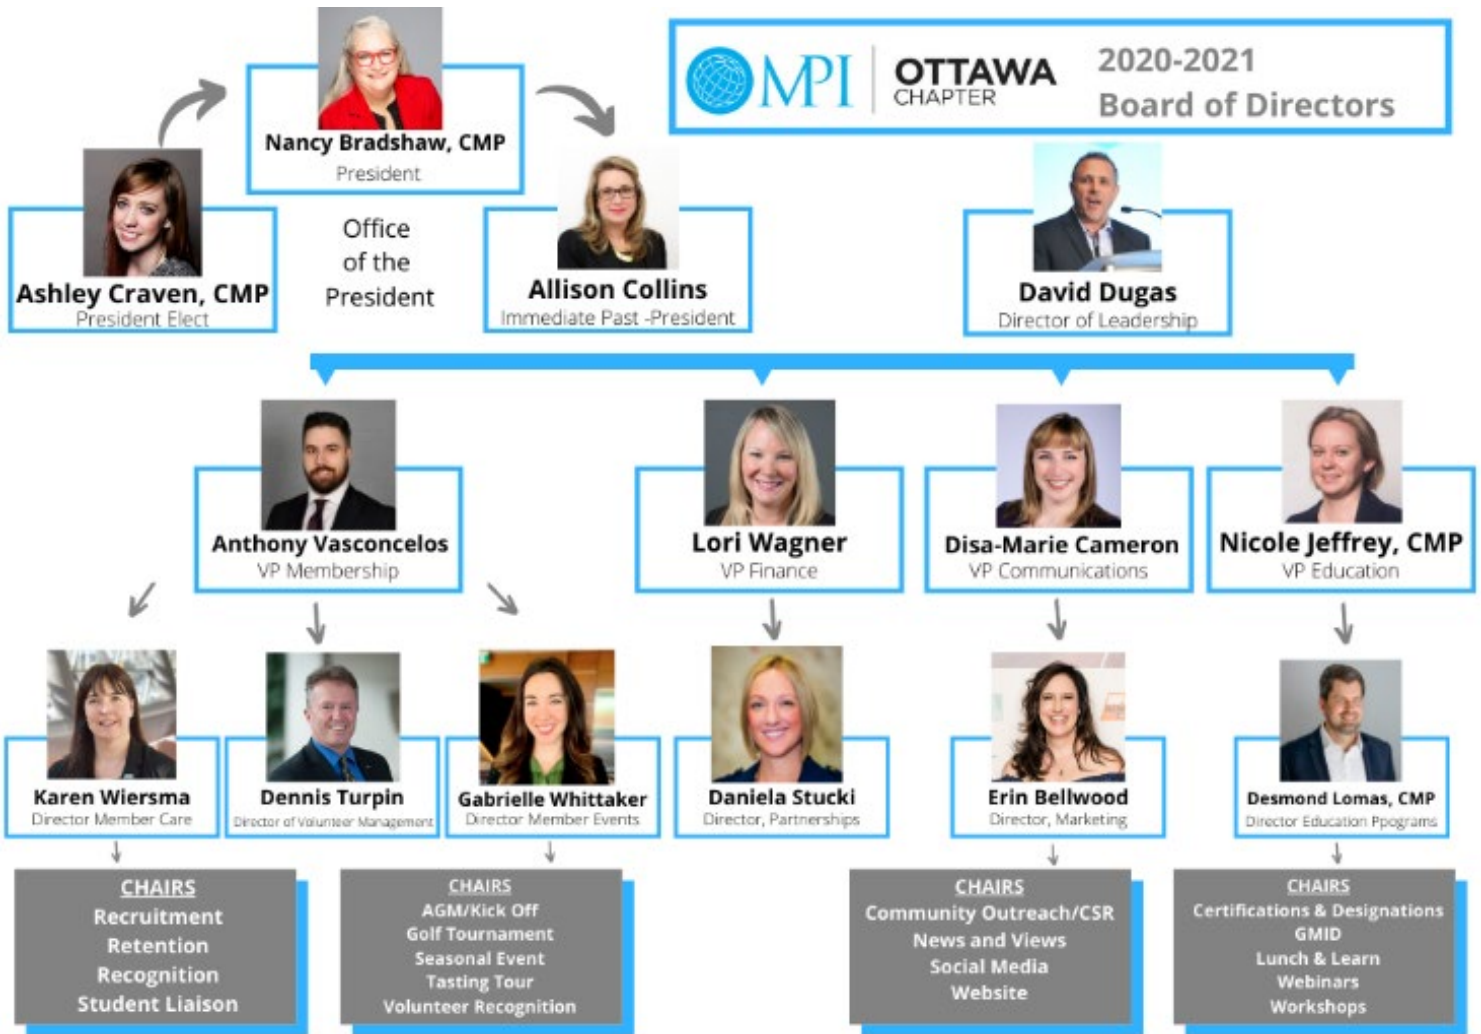 MPI
OTTAWA
CHAPTER
2020-2021
Board of Directors
Nancy Bradshaw, CMP
President
Ashley Craven, CMP
President Elect
Office
of the
President
Allison Collins
Immediate Past -President
David Dugas
Director of Leadership
Anthony Vasconcelos
VP Membership
Lori Wagner
VP Finance
Disa-Marie Cameron
VP Communications
Nicole Jeffrey, CMP
VP Education
Karen Wiersma
Director Member Care
Dennis Turpin
Director of Volunteer Management
Gabrielle Whittaker
Director Member Events
Daniela Stucki
Director, Partnerships
Erin Bellwood
Director, Marketing
Desmond Lomas, CMP
Director Education Ppograms
CHAIRS
Recruitment
Retention
Recognition
Student Liaison
CHAIRS
AGM/Kick Off
Golf Tournament
Seasonal Event
Tasting Tour
Volunteer Recognition
CHAIRS
Community Outreach/CSR
News and Views
Social Media
Website
CHAIRS
Certifications & Designations
GMID
Lunch & Learn
Webinars
Workshops